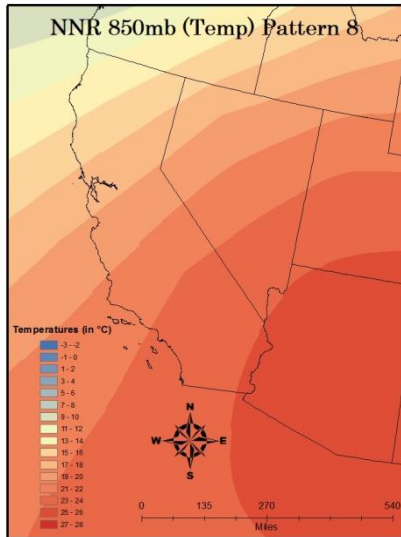 NNR 850mb (Temp) Pattern 8
Temperatures (in °C)
-3 - -2
-1 - 0
1 - 2
3 - 4
5 - 6
7 - 8
9 - 10
11 - 12
13 - 14
15 - 16
17 - 18
19 - 20
21 - 22
23 - 24
25 - 26
27 - 28
N
W E
S
0 135 270 540
Miles